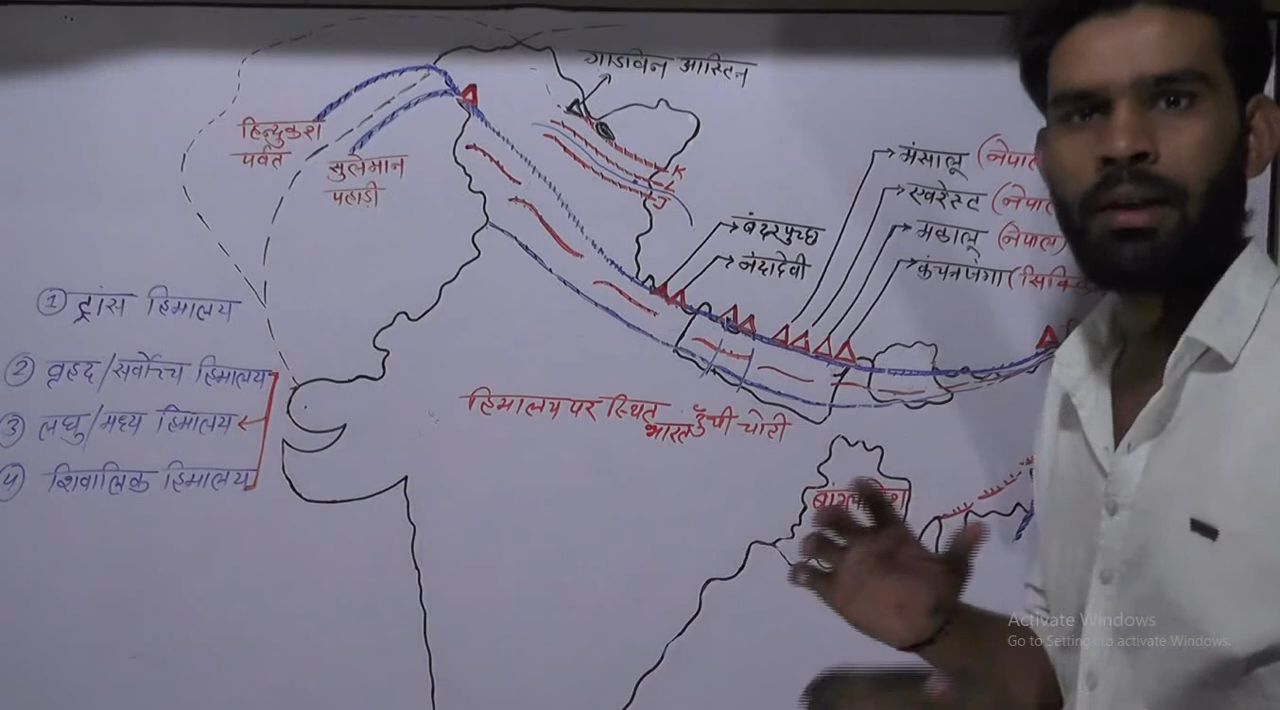 गाडविन आस्टिन
हिन्दुकुश
पर्वत
सुलेमान
पहाड़ी
K
L
J
मंसालू (नेपा
एवरेस्ट (नेपा
मकालू (नेपाल)
कंचनजंगा (सिक्कि
बंदरपुच्छ
नंदादेवी
① ट्रांस हिमालय
② वृहद/सर्वोच्च हिमालय
③ लघु/मध्य हिमालय
④ शिवालिक हिमालय
हिमालय पर स्थित
भारत ऊँची चोटी
Activate Windows
Go to Settings to activate Windows.